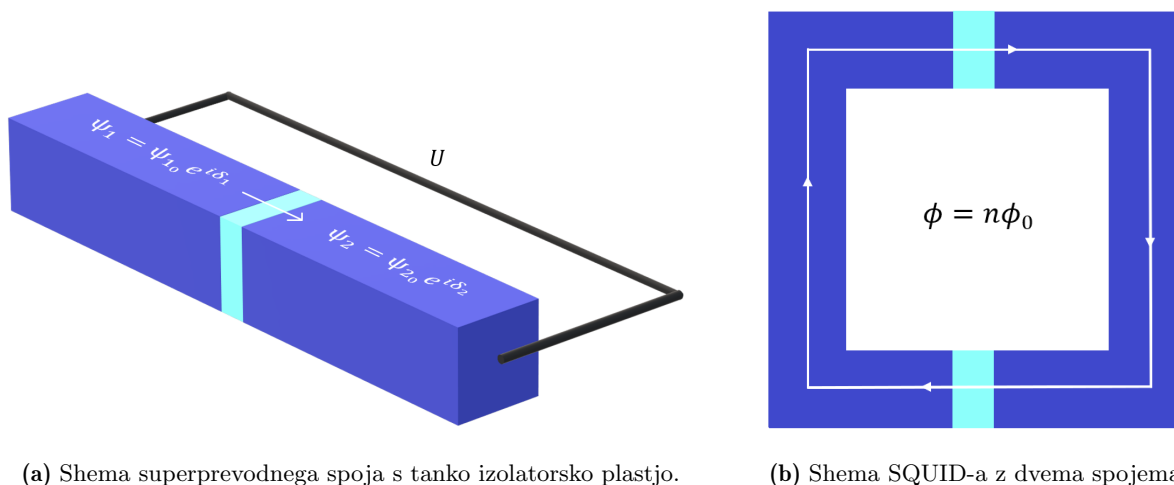 ψ₁ = ψ₁₀ e^{iδ₁}
ψ₂ = ψ₂₀ e^{iδ₂}
U
ϕ = nϕ₀
(a) Shema superprevodnega spoja s tanko izolatorsko plastjo.
(b) Shema SQUID-a z dvema spojema